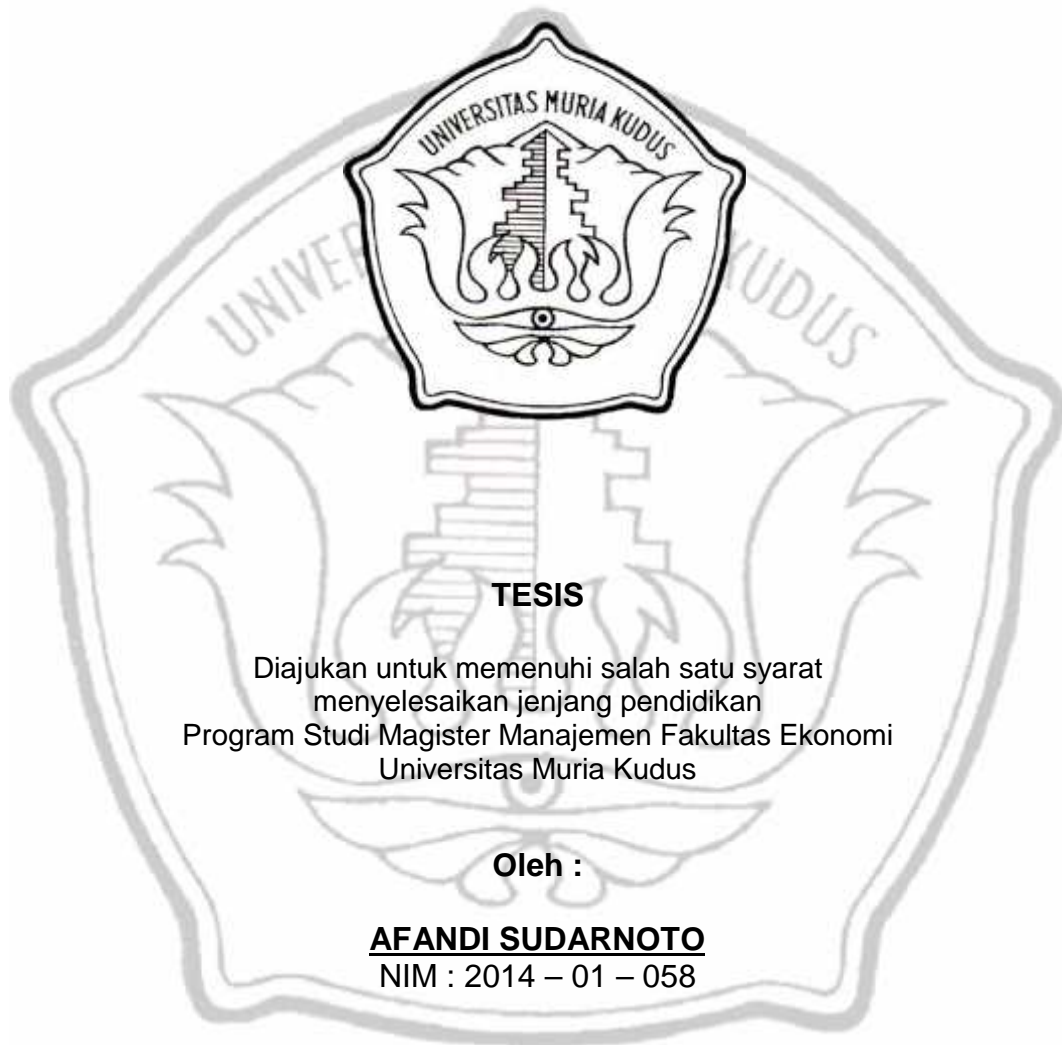 UNIVERSITAS MURIA KUDUS
TESIS
Diajukan untuk memenuhi salah satu syarat
menyelesaikan jenjang pendidikan
Program Studi Magister Manajemen Fakultas Ekonomi
Universitas Muria Kudus
Oleh :
AFANDI SUDARNOTO
NIM : 2014 – 01 – 058